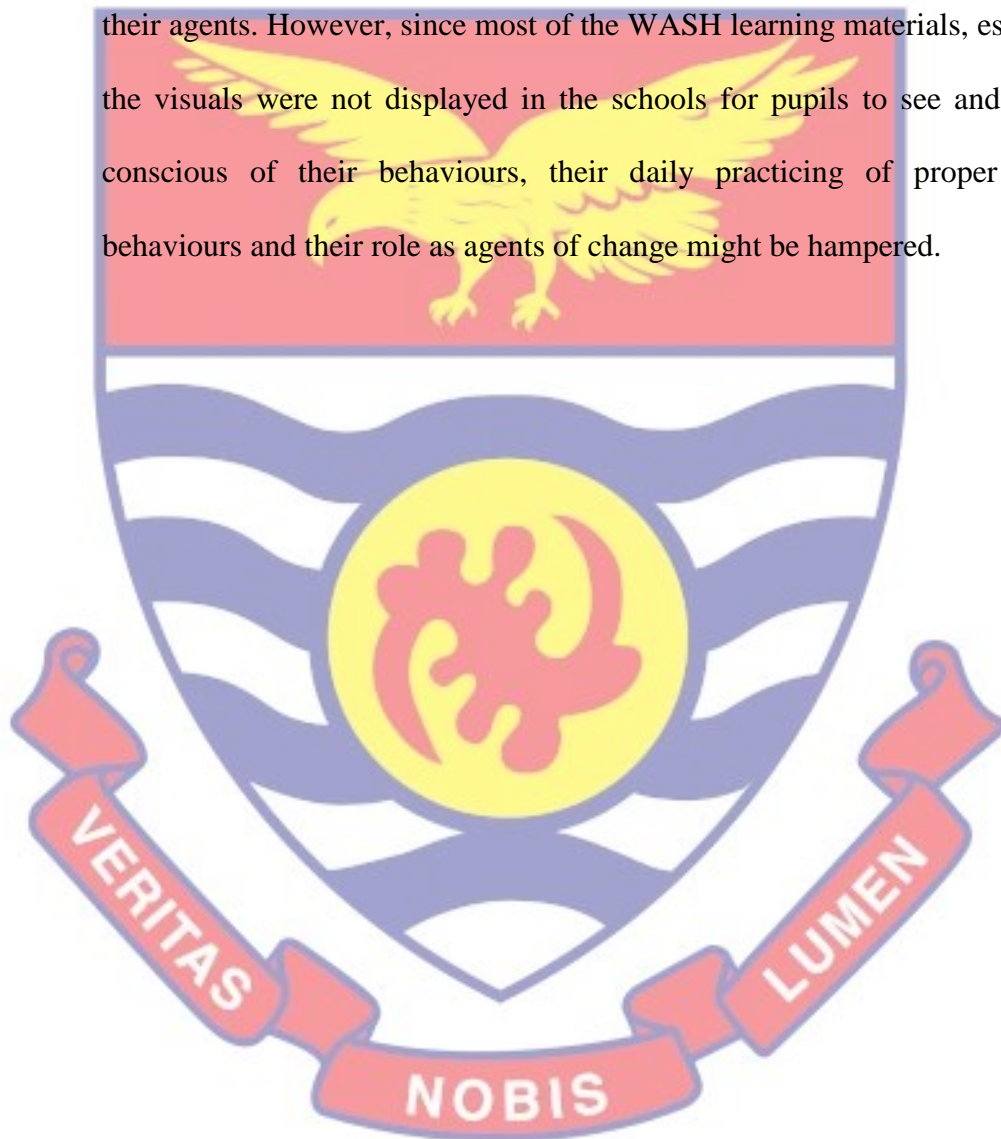 their agents. However, since most of the WASH learning materials, es
the visuals were not displayed in the schools for pupils to see and
conscious of their behaviours, their daily practicing of proper
behaviours and their role as agents of change might be hampered.
VERITAS
NOBIS
LUMEN